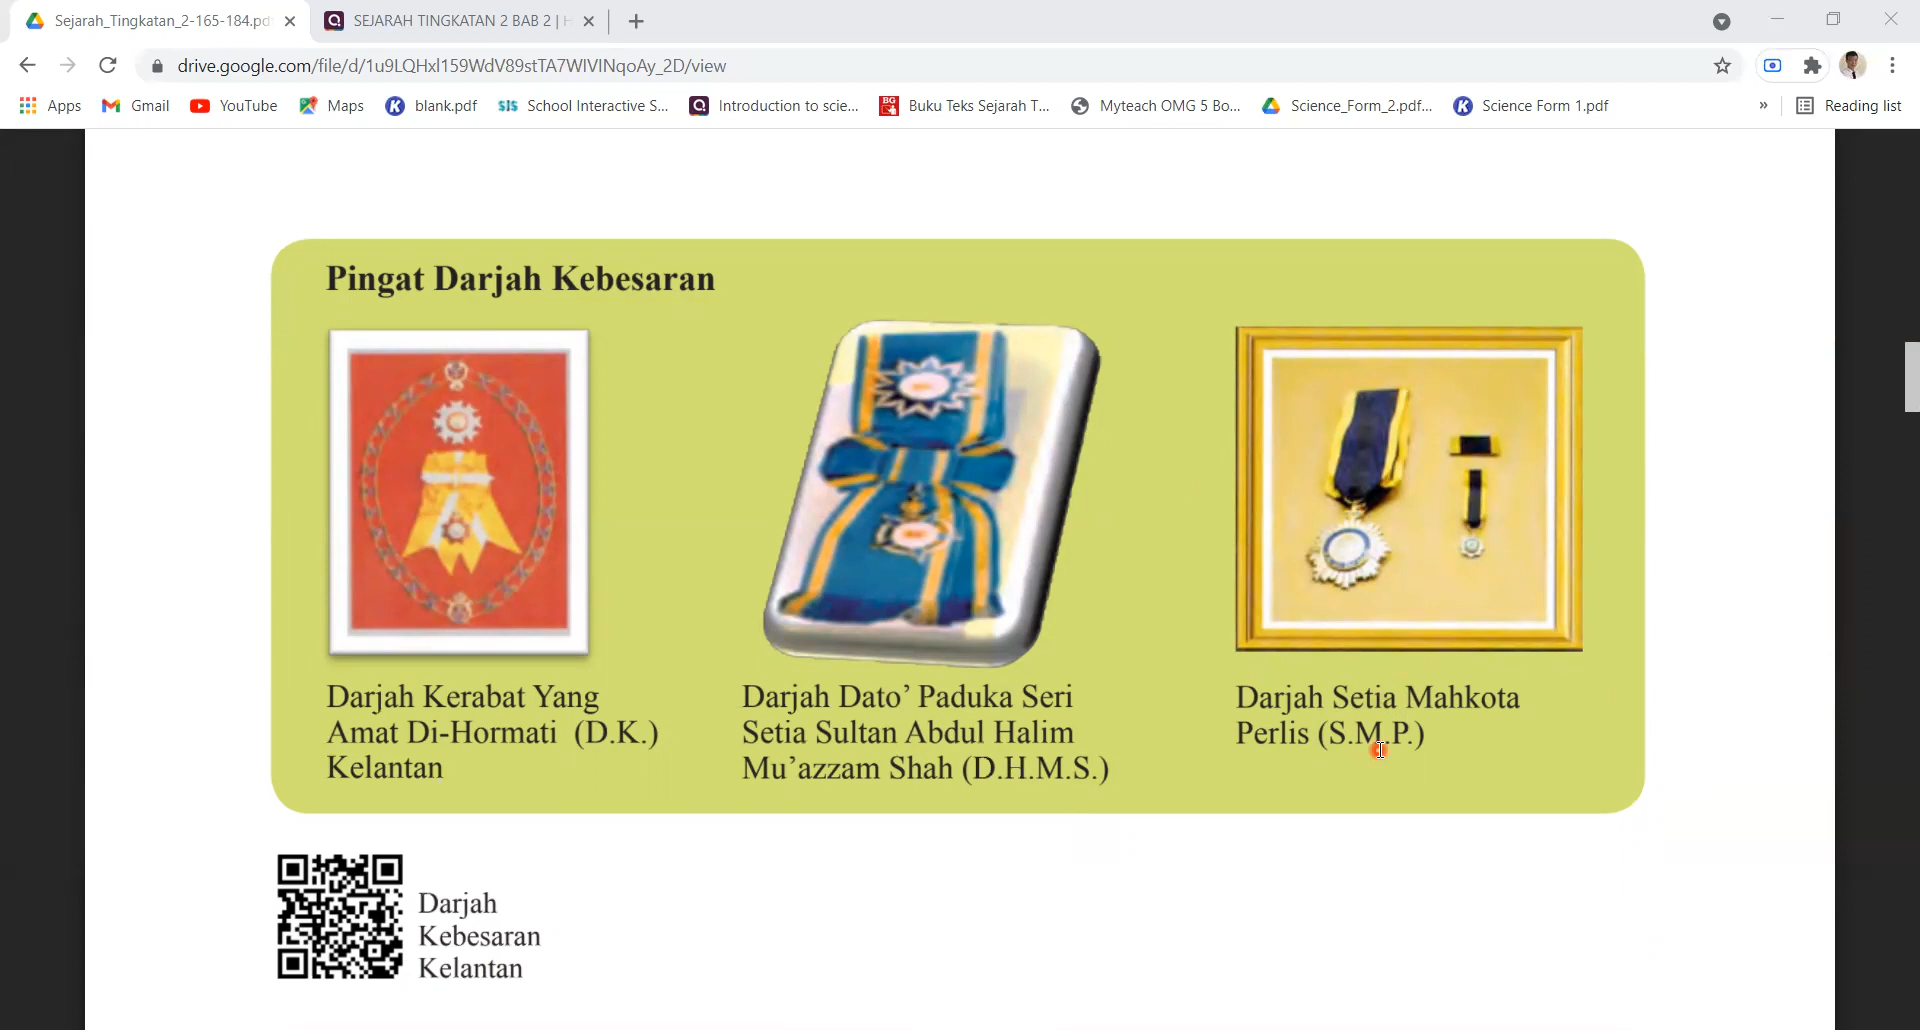 Sejarah_Tingkatan_2-165-184.pd
SEJARAH TINGKATAN 2 BAB 2 |
drive.google.com/file/d/1u9LQHxl159WdV89stTA7WlVINqoAy_2D/view
Apps
Gmail
YouTube
Maps
blank.pdf
School Interactive S...
Introduction to scie...
Buku Teks Sejarah T...
Myteach OMG 5 Bo...
Science_Form_2.pdf...
Science Form 1.pdf
»
Reading list
Pingat Darjah Kebesaran
Darjah Kerabat Yang
Amat Di-Hormati (D.K.)
Kelantan
Darjah Dato’ Paduka Seri
Setia Sultan Abdul Halim
Mu’azzam Shah (D.H.M.S.)
Darjah Setia Mahkota
Perlis (S.M.P.)
Darjah
Kebesaran
Kelantan